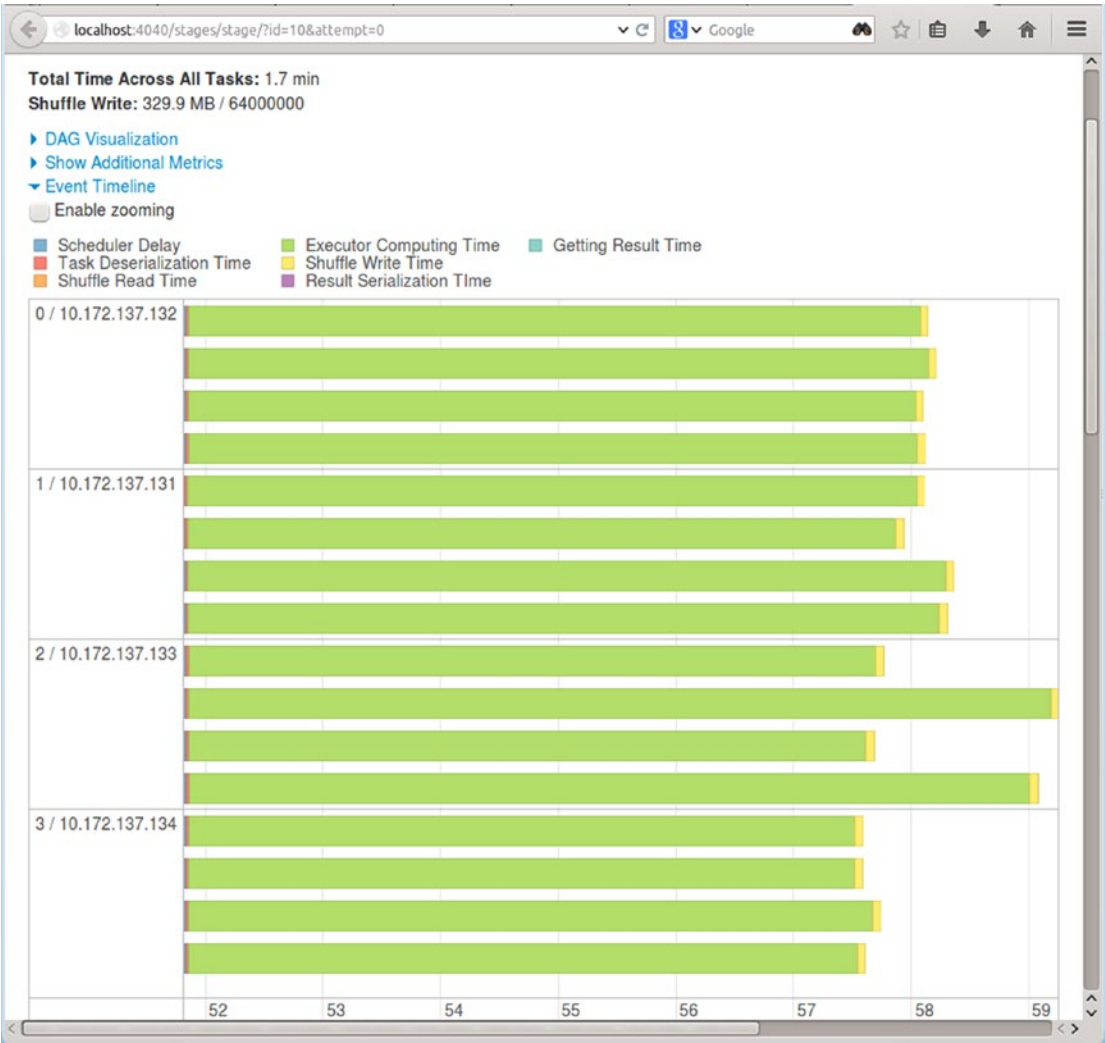 localhost:4040/stages/stage/?id=10&attempt=0
Google
Total Time Across All Tasks: 1.7 min
Shuffle Write: 329.9 MB / 64000000
DAG Visualization
Show Additional Metrics
Event Timeline
Enable zooming
Scheduler Delay
Task Deserialization Time
Shuffle Read Time
Executor Computing Time
Shuffle Write Time
Result Serialization TIme
Getting Result Time
0 / 10.172.137.132
1 / 10.172.137.131
2 / 10.172.137.133
3 / 10.172.137.134
52 53 54 55 56 57 58 59